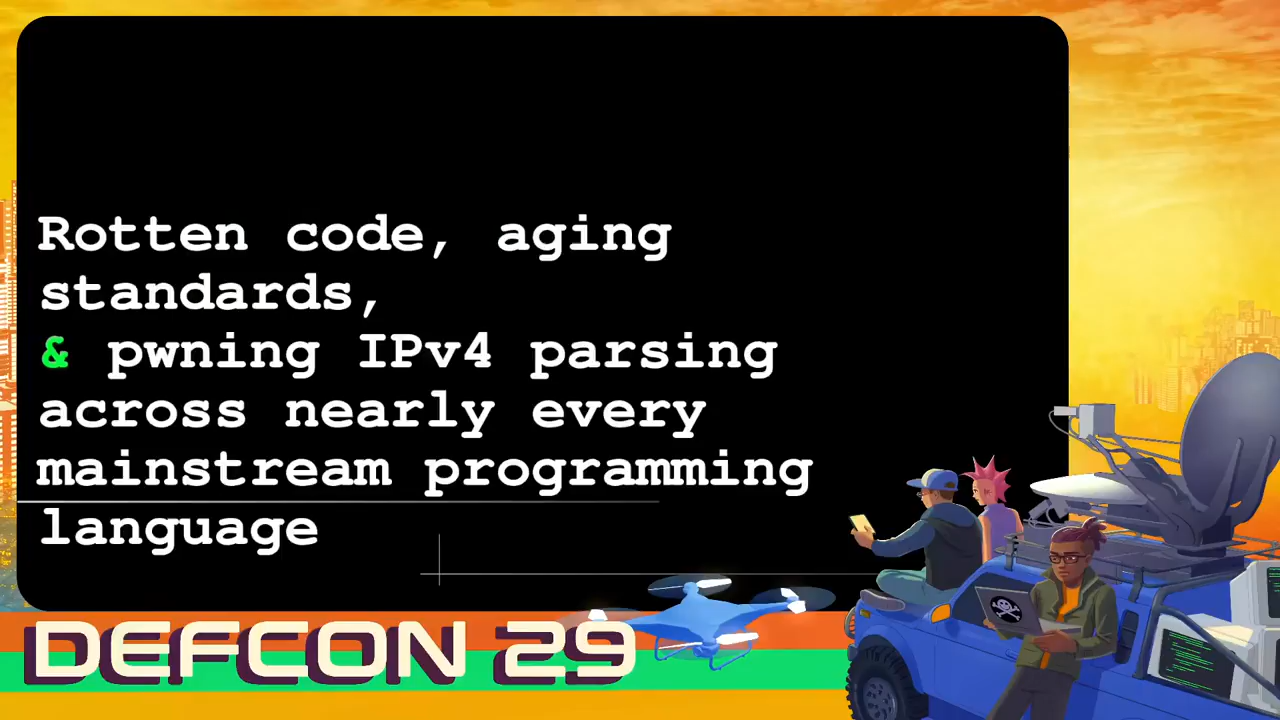 Rotten code, aging
standards,
& pwning IPv4 parsing
across nearly every
mainstream programming
language
DEFCON 29